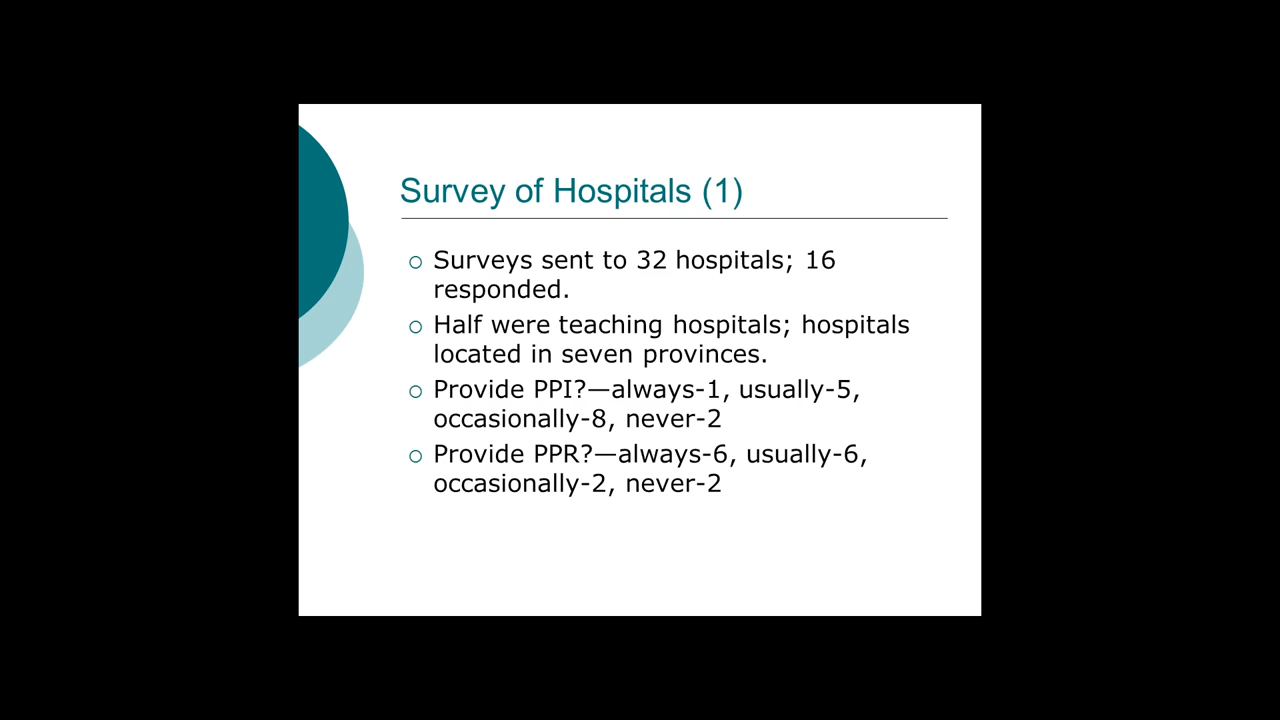 Survey of Hospitals (1)
Surveys sent to 32 hospitals; 16
responded.
Half were teaching hospitals; hospitals
located in seven provinces.
Provide PPI?—always-1, usually-5,
occasionally-8, never-2
Provide PPR?—always-6, usually-6,
occasionally-2, never-2